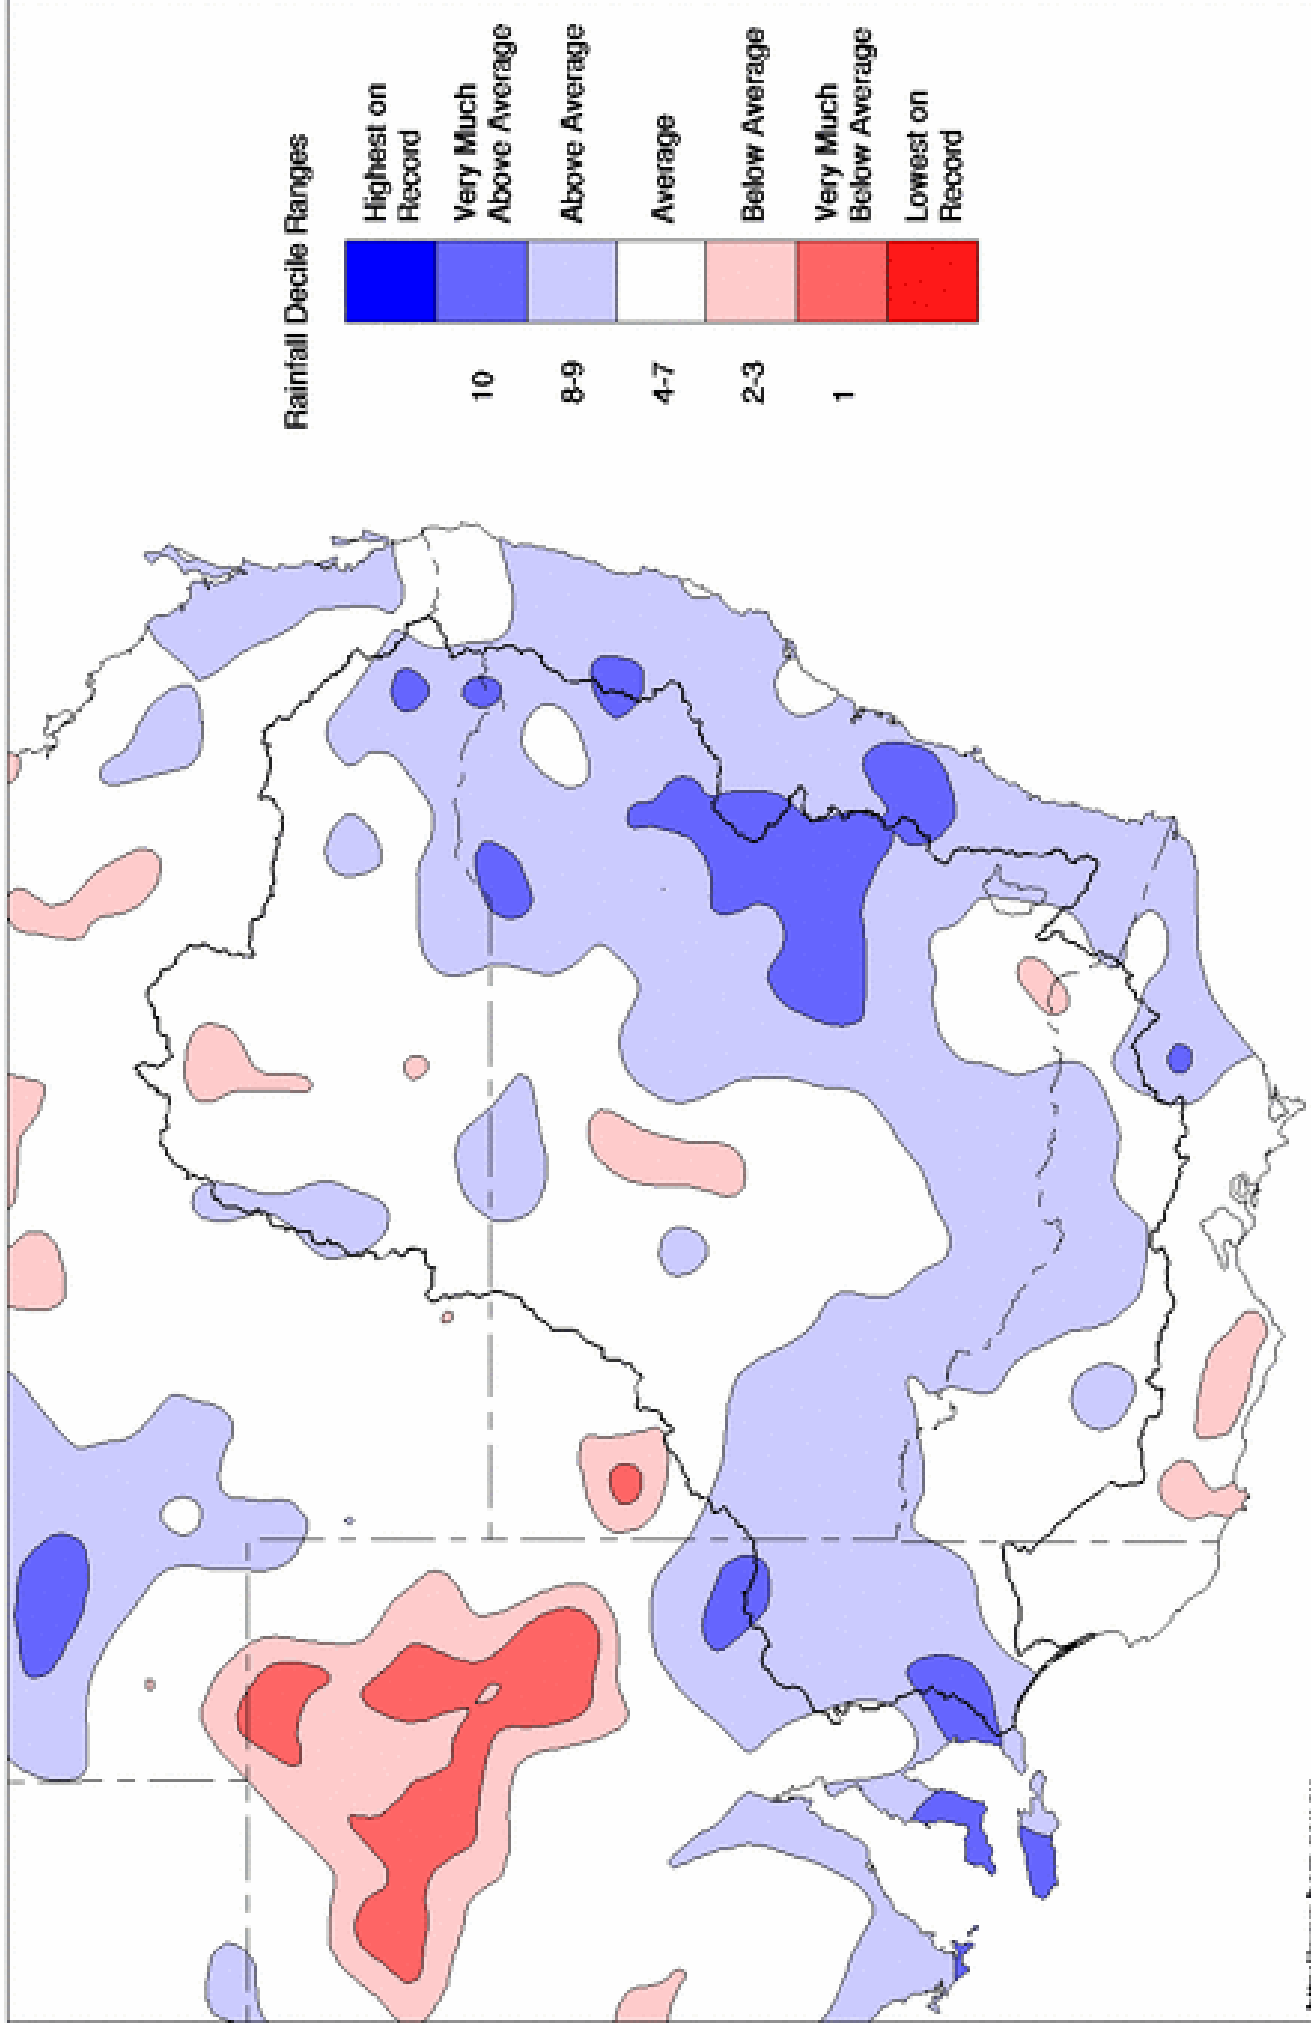 Rainfall Decile Ranges
Highest on
Record
10
Very Much
Above Average
8-9
Above Average
4-7
Average
2-3
Below Average
1
Very Much
Below Average
Lowest on
Record